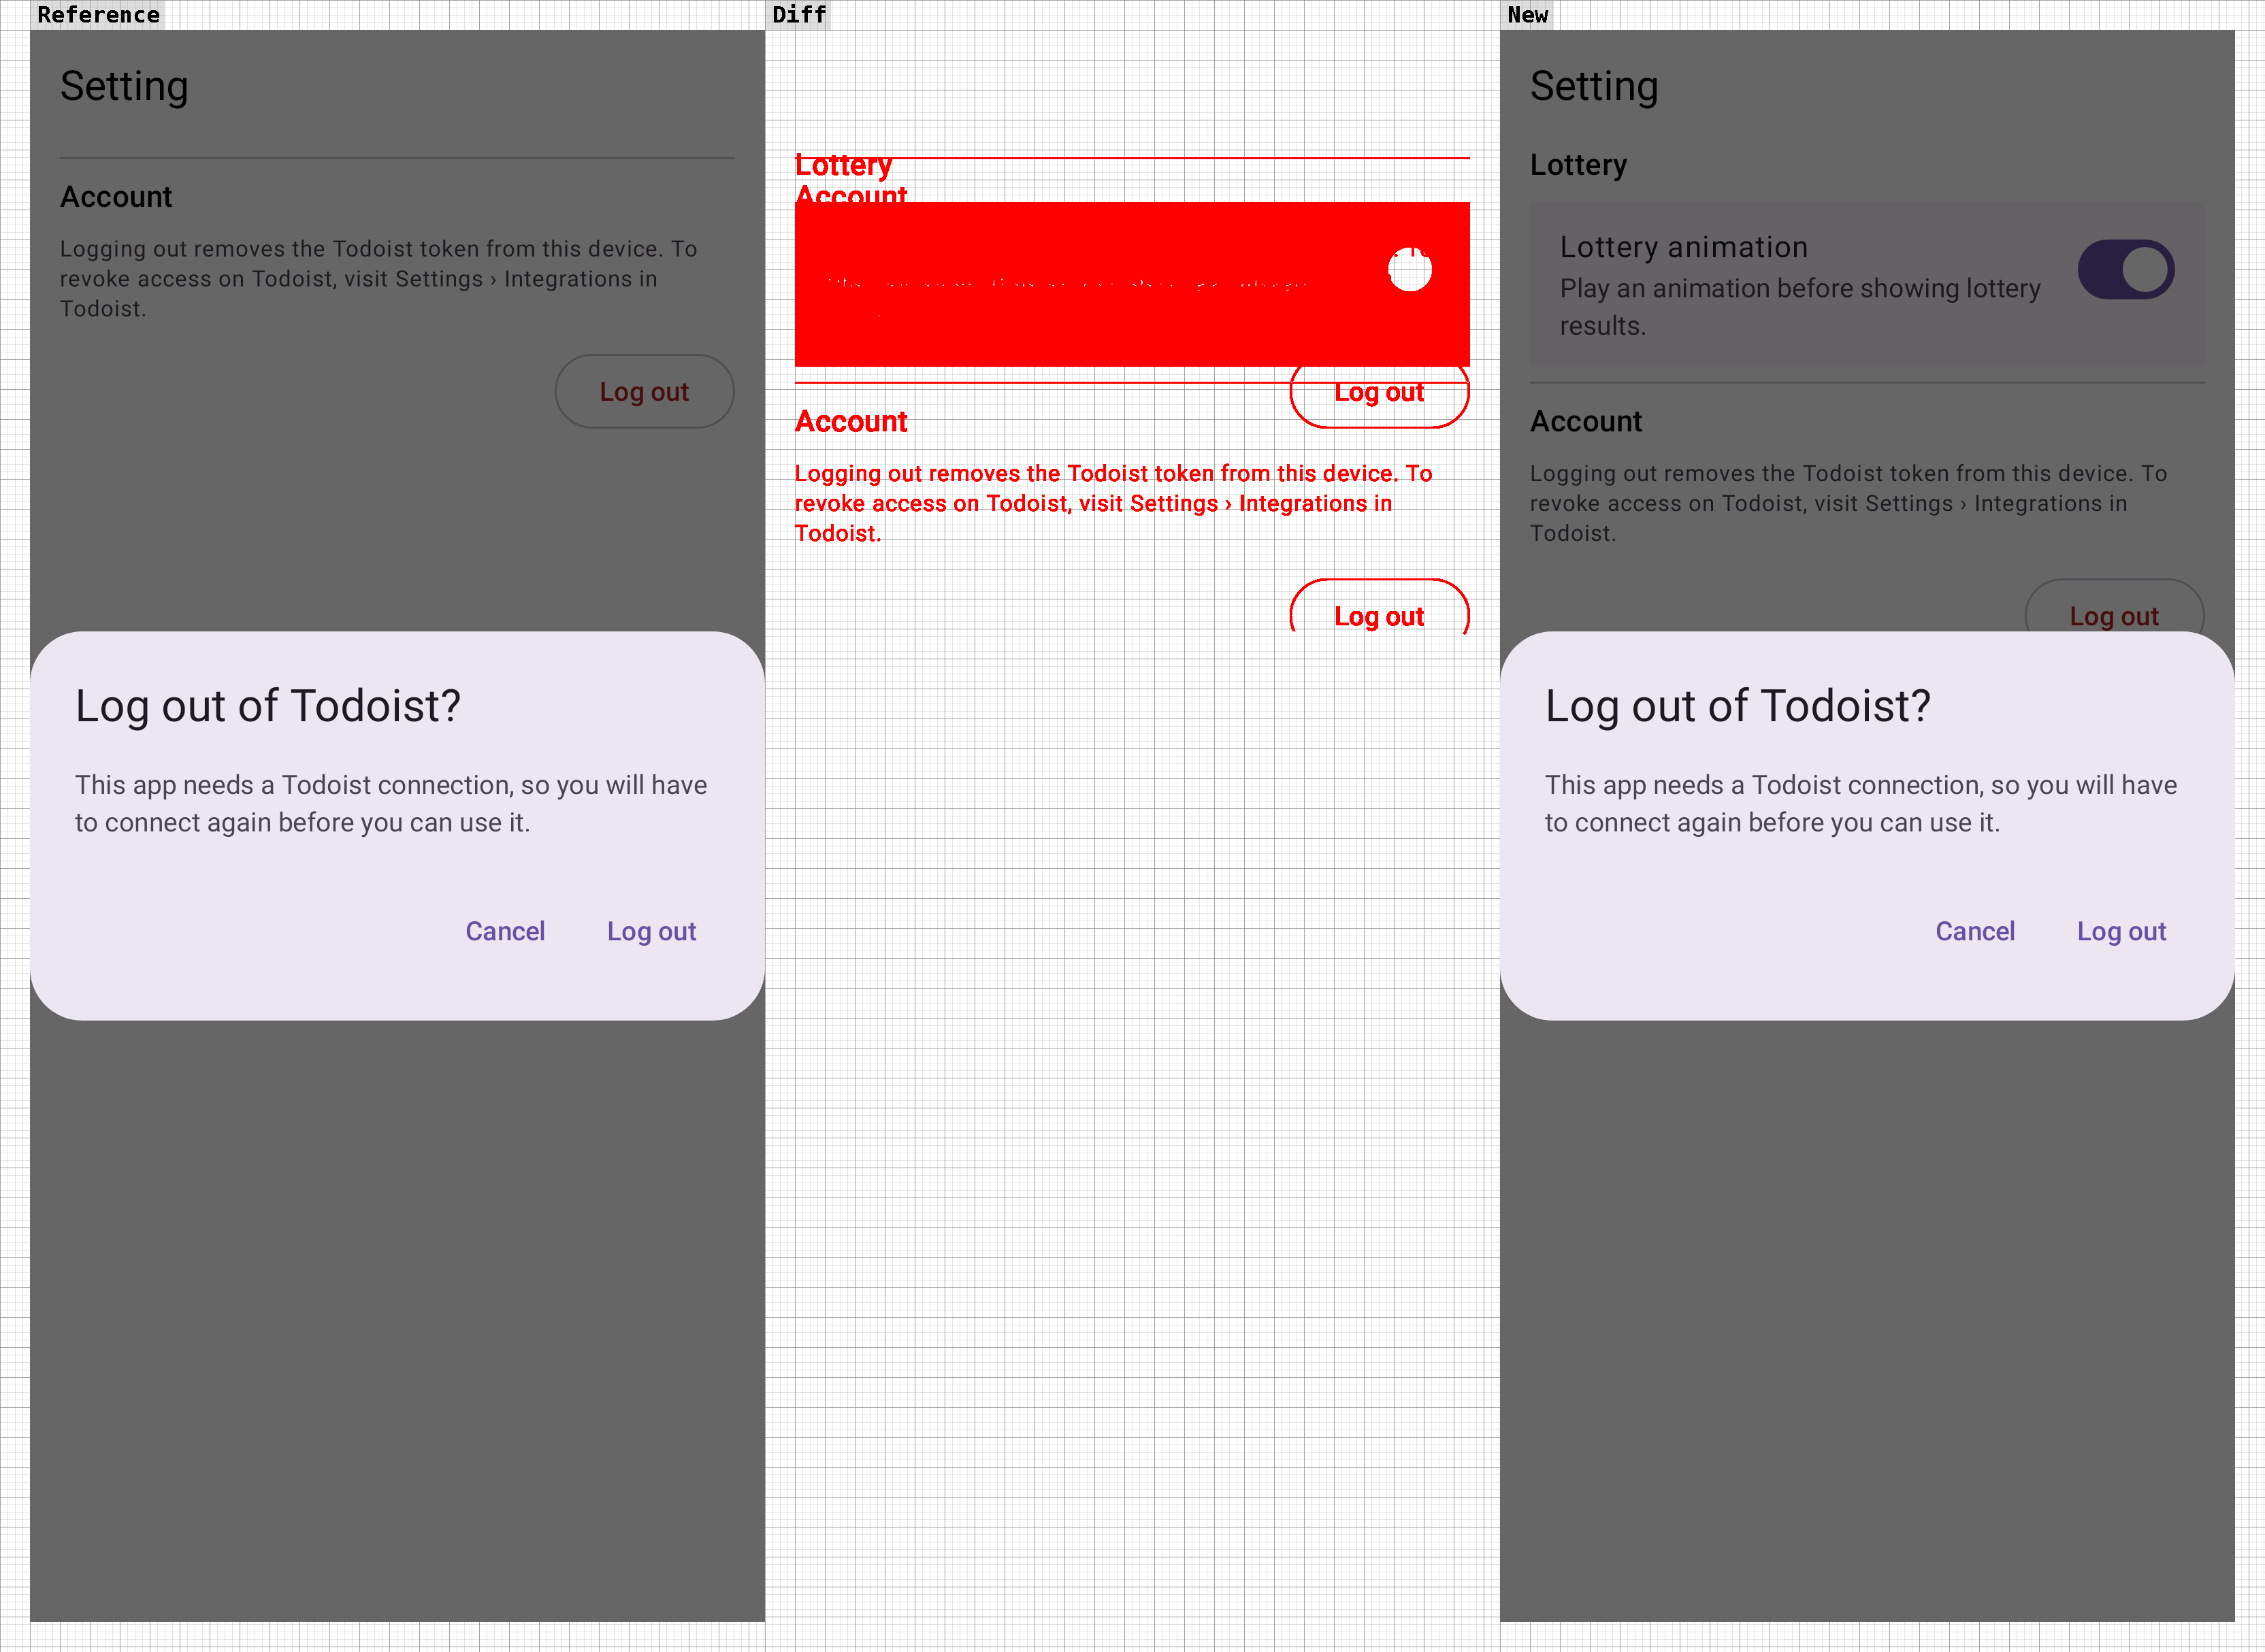 Reference
Setting
Account
Logging out removes the Todoist token from this device. To
revoke access on Todoist, visit Settings › Integrations in
Todoist.
Log out
Log out of Todoist?
This app needs a Todoist connection, so you will have
to connect again before you can use it.
Cancel
Log out
Diff
Lottery
Account
Log out
Account
Logging out removes the Todoist token from this device. To
revoke access on Todoist, visit Settings › Integrations in
Todoist.
Log out
New
Setting
Lottery
Lottery animation
Play an animation before showing lottery
results.
Account
Logging out removes the Todoist token from this device. To
revoke access on Todoist, visit Settings › Integrations in
Todoist.
Log out
Log out of Todoist?
This app needs a Todoist connection, so you will have
to connect again before you can use it.
Cancel
Log out